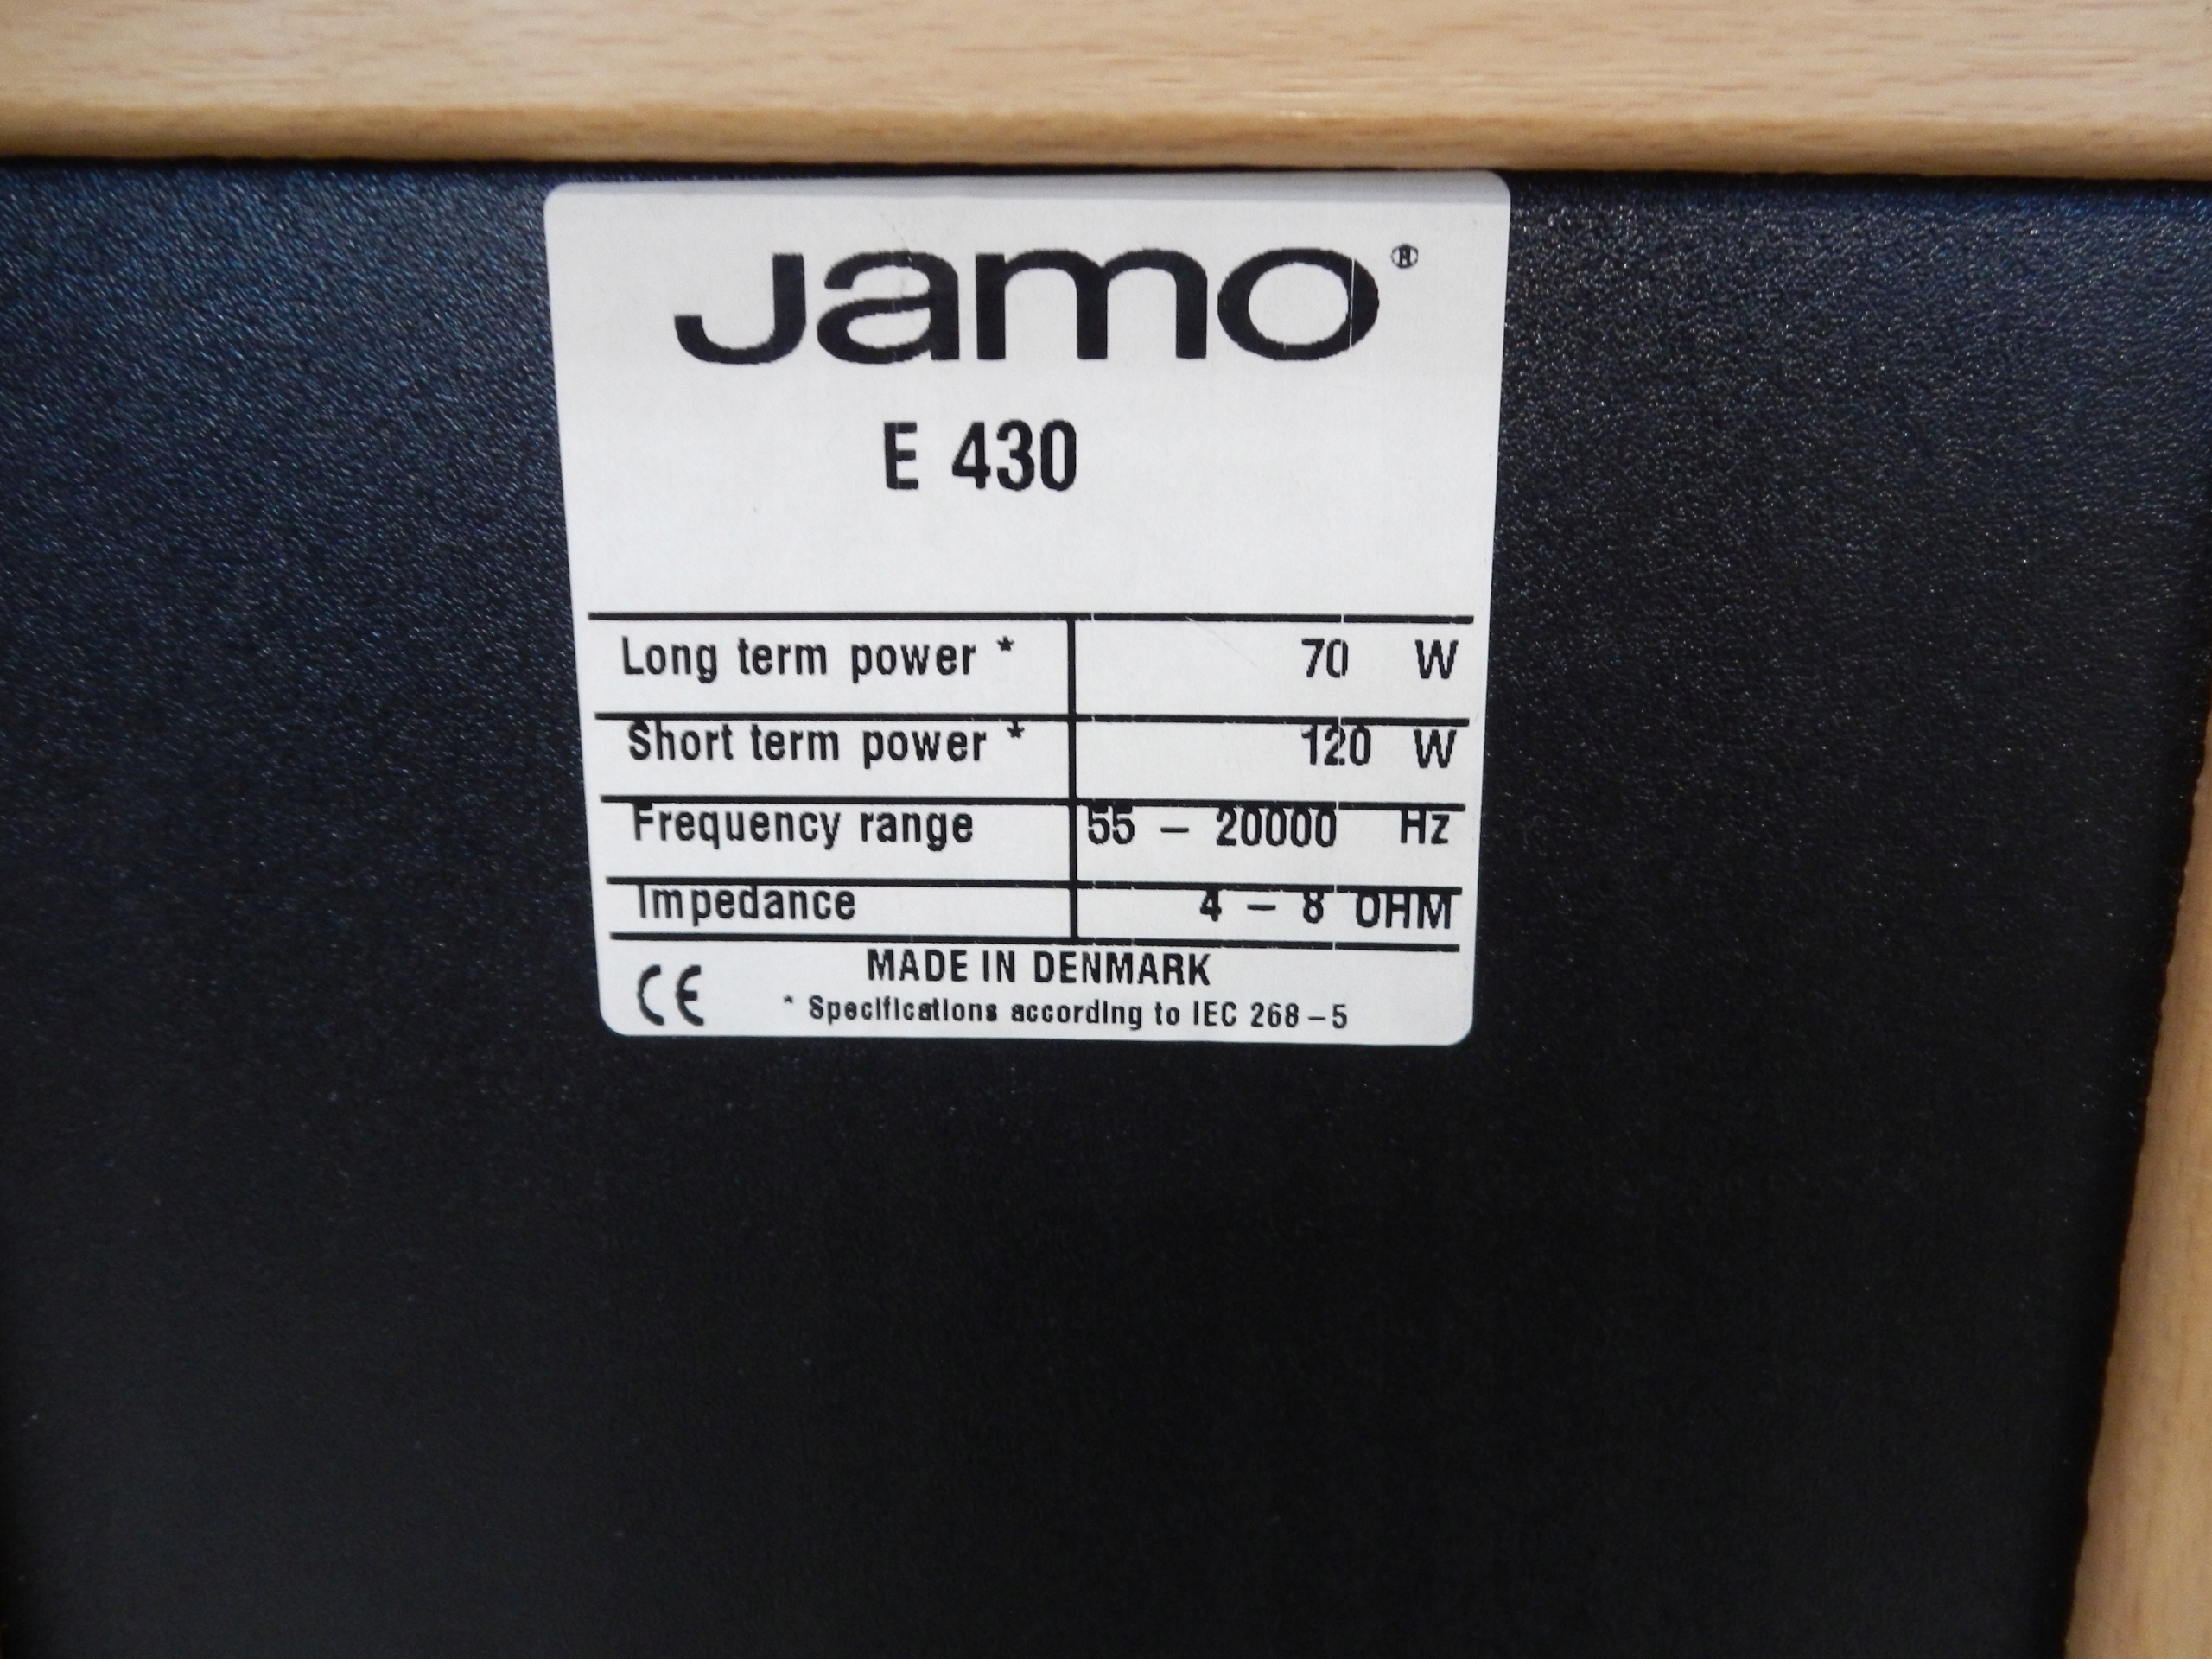 Jamo®
E 430
Long term power * 70 W
Short term power * 120 W
Frequency range 55 – 20000 Hz
Impedance 4 – 8 OHM
MADE IN DENMARK
CE * Specifications according to IEC 268–5